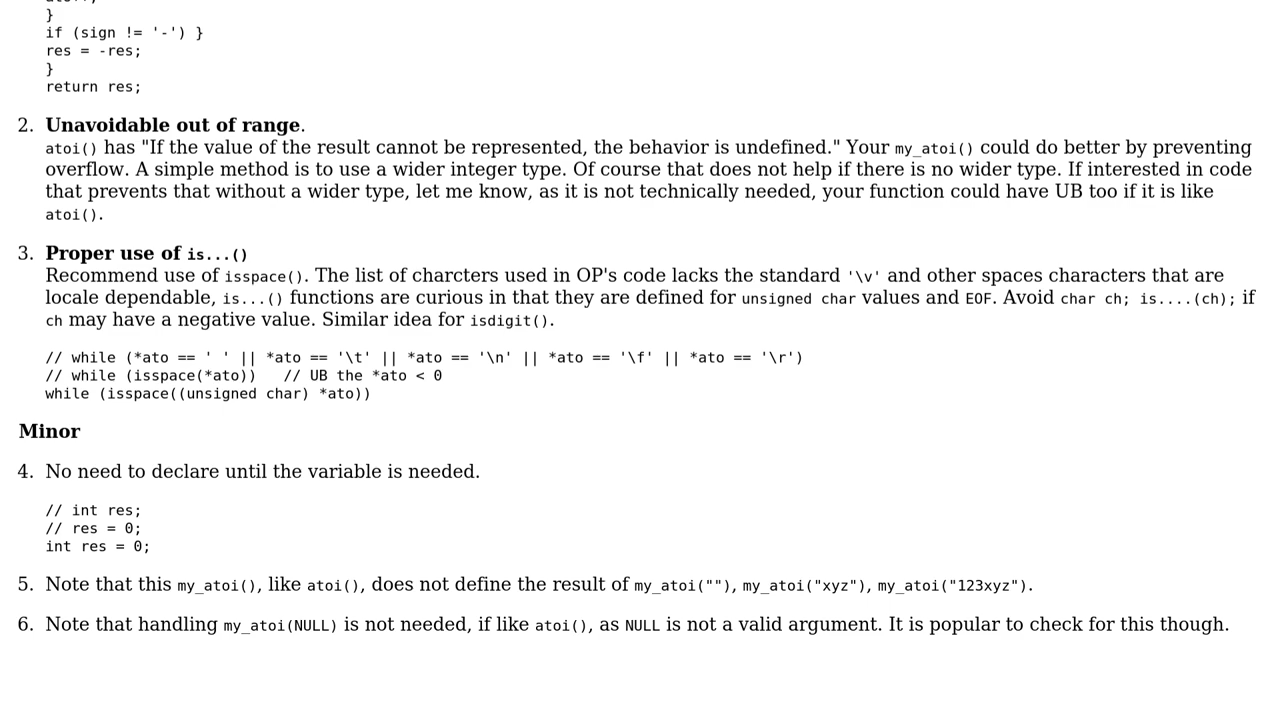 }
if (sign != '-') }
res = -res;
}
return res;
2. Unavoidable out of range.
atoi() has "If the value of the result cannot be represented, the behavior is undefined." Your my_atoi() could do better by preventing
overflow. A simple method is to use a wider integer type. Of course that does not help if there is no wider type. If interested in code
that prevents that without a wider type, let me know, as it is not technically needed, your function could have UB too if it is like
atoi().
3. Proper use of is...()
Recommend use of isspace(). The list of charcters used in OP's code lacks the standard '\v' and other spaces characters that are
locale dependable, is...() functions are curious in that they are defined for unsigned char values and EOF. Avoid char ch; is....(ch); if
ch may have a negative value. Similar idea for isdigit().
// while (*ato == ' ' || *ato == '\t' || *ato == '\n' || *ato == '\f' || *ato == '\r')
// while (isspace(*ato))   // UB the *ato < 0
while (isspace((unsigned char) *ato))
Minor
4. No need to declare until the variable is needed.
// int res;
// res = 0;
int res = 0;
5. Note that this my_atoi(), like atoi(), does not define the result of my_atoi(""), my_atoi("xyz"), my_atoi("123xyz").
6. Note that handling my_atoi(NULL) is not needed, if like atoi(), as NULL is not a valid argument. It is popular to check for this though.